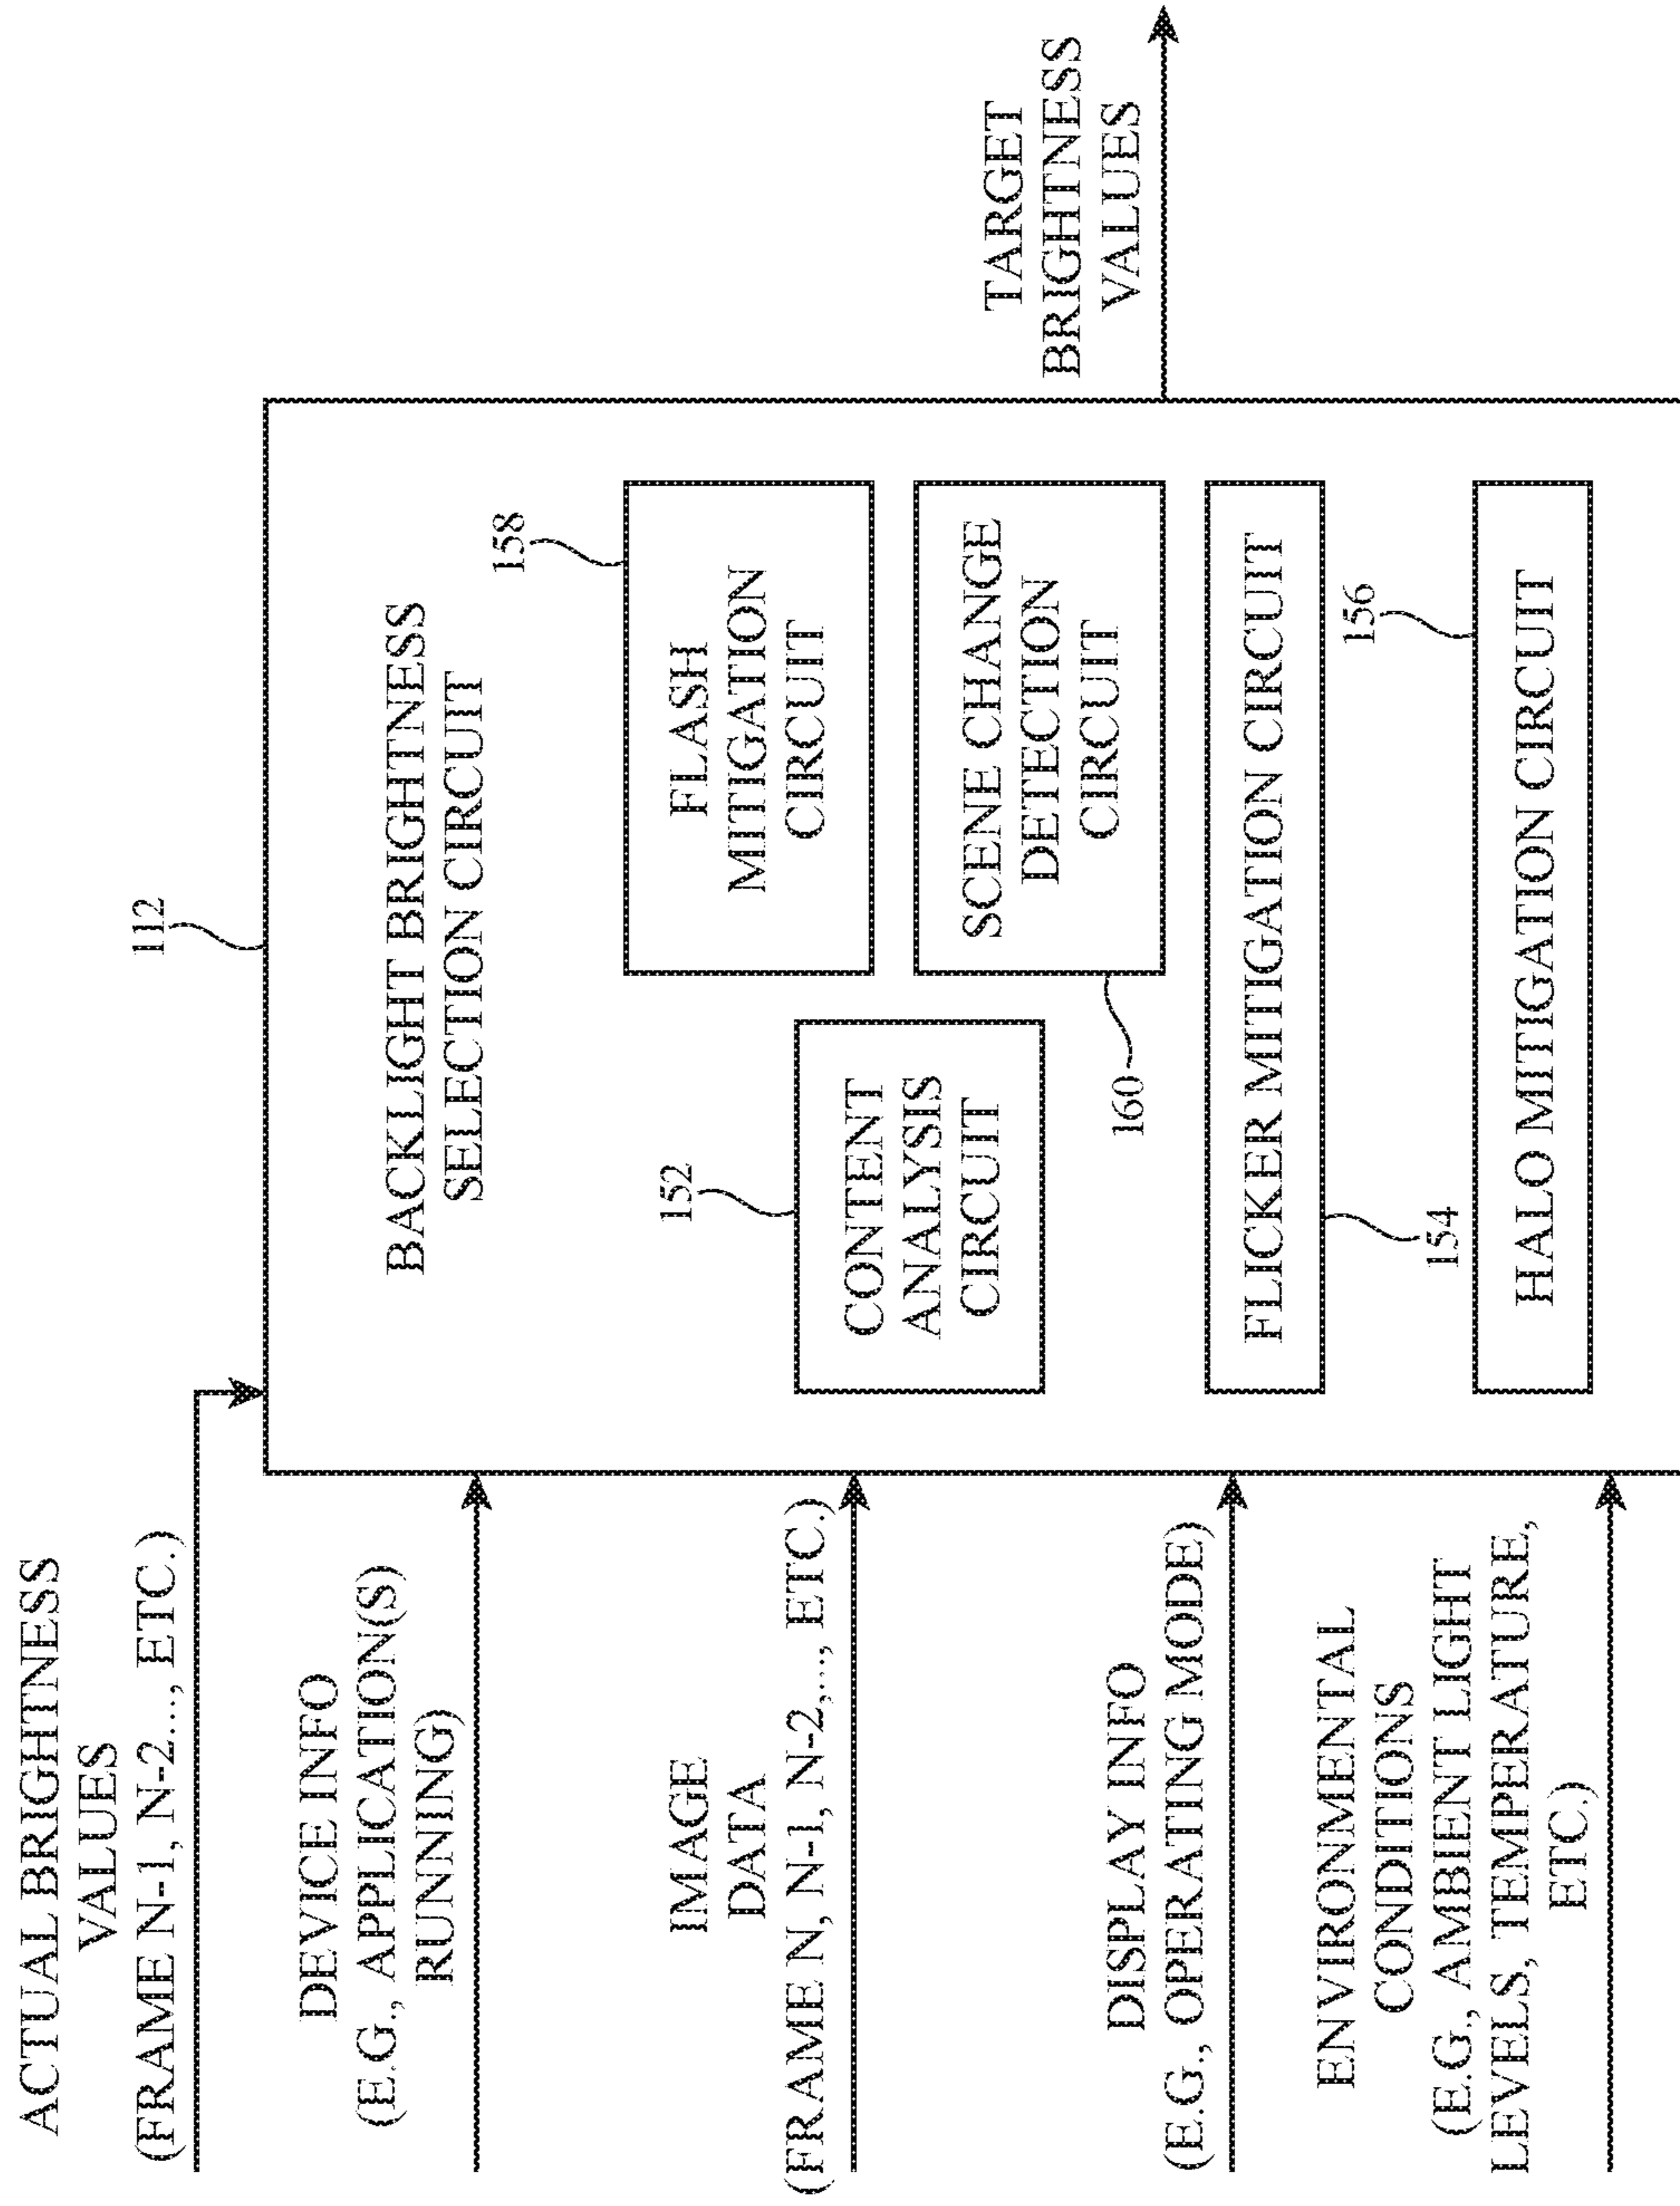 ACTUAL BRIGHTNESS
VALUES
(FRAME N-1, N-2..., ETC.)
DEVICE INFO
(E.G., APPLICATION(S)
RUNNING)
IMAGE
DATA
(FRAME N, N-1, N-2,..., ETC.)
DISPLAY INFO
(E.G., OPERATING MODE)
ENVIRONMENTAL
CONDITIONS
(E.G., AMBIENT LIGHT
LEVELS, TEMPERATURE,
ETC.)
112
BACKLIGHT BRIGHTNESS
SELECTION CIRCUIT
152
CONTENT
ANALYSIS
CIRCUIT
158
FLASH
MITIGATION
CIRCUIT
SCENE CHANGE
DETECTION
CIRCUIT
160
FLICKER MITIGATION CIRCUIT
154
156
HALO MITIGATION CIRCUIT
TARGET
BRIGHTNESS
VALUES